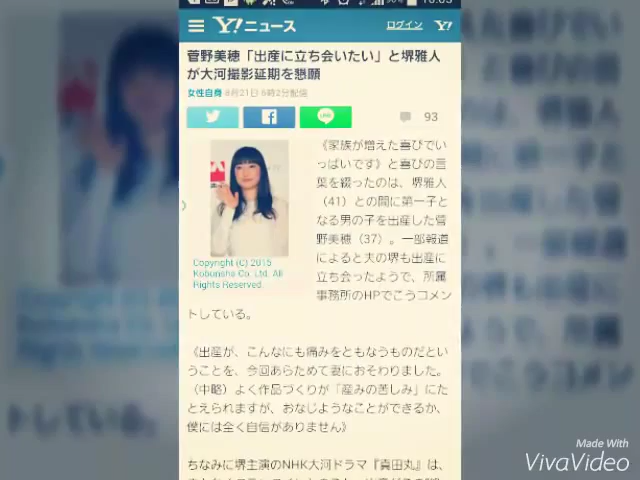 Y!ニュース
ログイン
Y!
菅野美穂「出産に立ち会いたい」と堺雅人
が大河撮影延期を懇願
女性自身 8月21日 6時2分配信
93
《家族が増えた喜びでい
っぱいです》と喜びの言
葉を綴ったのは、堺雅人
(41)との間に第一子と
なる男の子を出産した菅
野美穂(37)。一部報道
によると夫の堺も出産に
立ち会ったようで、所属
事務所のHPでこうコメン
トしている。
Copyright (C) 2015
Kobunsha Co. Ltd. All
Rights Reserved.
《出産が、こんなにも痛みをともなうものだとい
うことを、今回あらためて妻におそわりました。
(中略)よく作品づくりが「産みの苦しみ」にた
とえられますが、おなじようなことができるか、
僕には全く自信がありません》
ちなみに堺主演のNHK大河ドラマ『真田丸』は、
Made With
VivaVideo